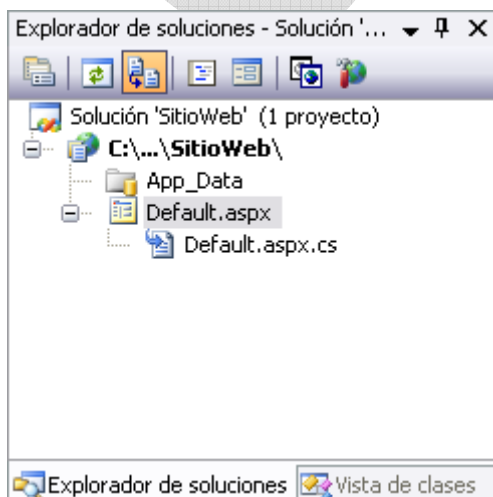 Explorador de soluciones - Solución '...
Solución 'SitioWeb' (1 proyecto)
C:\...\SitioWeb\
App_Data
Default.aspx
Default.aspx.cs
Explorador de soluciones Vista de clases